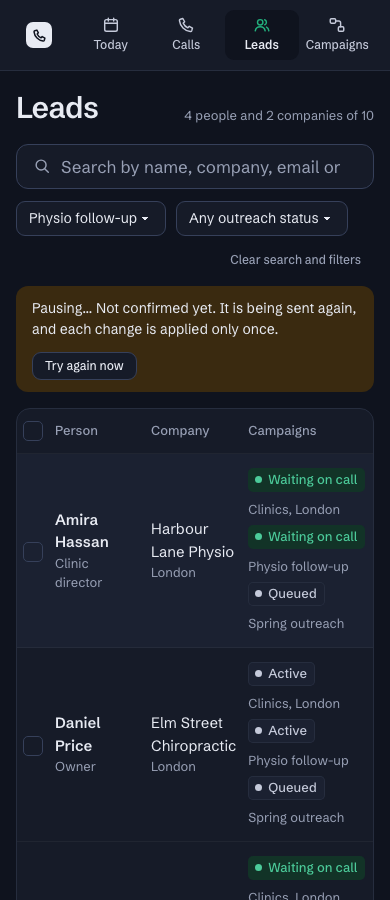 Today
Calls
Leads
Campaigns
Leads
4 people and 2 companies of 10
Search by name, company, email or
Physio follow-up
Any outreach status
Clear search and filters
Pausing… Not confirmed yet. It is being sent again,
and each change is applied only once.
Try again now
Person
Company
Campaigns
Amira
Hassan
Clinic
director
Harbour
Lane Physio
London
Waiting on call
Clinics, London
Waiting on call
Physio follow-up
Queued
Spring outreach
Daniel
Price
Owner
Elm Street
Chiropractic
London
Active
Clinics, London
Active
Physio follow-up
Queued
Spring outreach
Waiting on call
Clinics, London